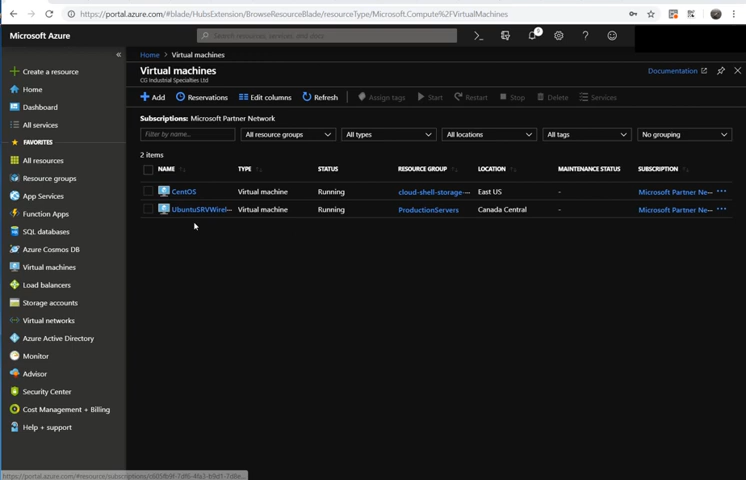 https://portal.azure.com/#blade/HubsExtension/BrowseResourceBlade/resourceType/Microsoft.Compute%2FVirtualMachines
Microsoft Azure
Search resources, services, and docs
Home > Virtual machines
Virtual machines
CG Industrial Specialties Ltd
Documentation
Add
Reservations
Edit columns
Refresh
Assign tags
Start
Restart
Stop
Delete
Services
Subscriptions: Microsoft Partner Network
Filter by name...
All resource groups
All types
All locations
All tags
No grouping
2 items
NAME TYPE STATUS RESOURCE GROUP LOCATION MAINTENANCE STATUS SUBSCRIPTION
CentOS Virtual machine Running cloud-shell-storage-... East US - Microsoft Partner Ne... ...
UbuntuSRVWirel... Virtual machine Running ProductionServers Canada Central - Microsoft Partner Ne... ...
Create a resource
Home
Dashboard
All services
FAVORITES
All resources
Resource groups
App Services
Function Apps
SQL databases
Azure Cosmos DB
Virtual machines
Load balancers
Storage accounts
Virtual networks
Azure Active Directory
Monitor
Advisor
Security Center
Cost Management + Billing
Help + support